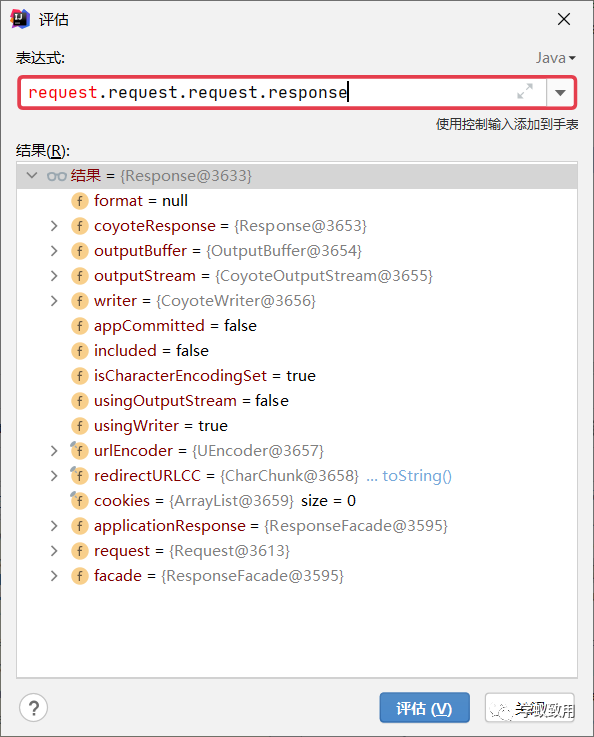 评估
表达式:
Java
request.request.request.response
使用控制输入添加到手表
结果(R):
结果 = {Response@3633}
f format = null
f coyoteResponse = {Response@3653}
f outputBuffer = {OutputBuffer@3654}
f outputStream = {CoyoteOutputStream@3655}
f writer = {CoyoteWriter@3656}
f appCommitted = false
f included = false
f isCharacterEncodingSet = true
f usingOutputStream = false
f usingWriter = true
f urlEncoder = {UEncoder@3657}
f redirectURLCC = {CharChunk@3658} ... toString()
f cookies = {ArrayList@3659} size = 0
f applicationResponse = {ResponseFacade@3595}
f request = {Request@3613}
f facade = {ResponseFacade@3595}
? 评估 (V) 学蚁致用